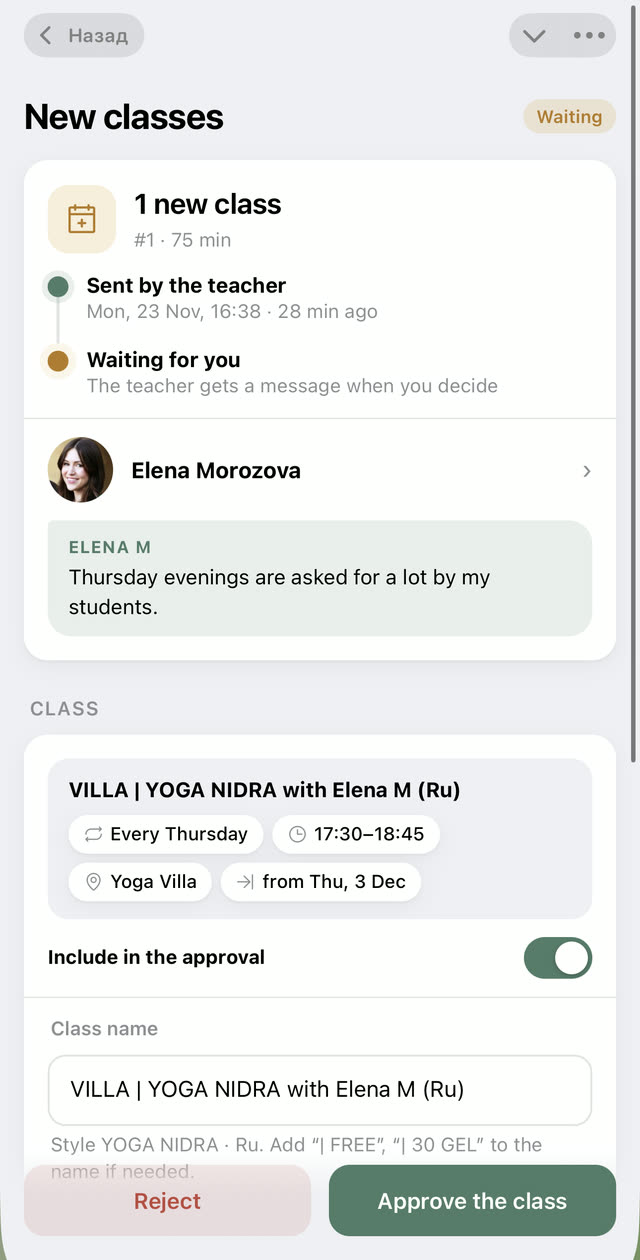 Назад
New classes
Waiting
1 new class
#1 · 75 min
Sent by the teacher
Mon, 23 Nov, 16:38 · 28 min ago
Waiting for you
The teacher gets a message when you decide
Elena Morozova
ELENA M
Thursday evenings are asked for a lot by my
students.
CLASS
VILLA | YOGA NIDRA with Elena M (Ru)
Every Thursday
17:30–18:45
Yoga Villa
from Thu, 3 Dec
Include in the approval
Class name
VILLA | YOGA NIDRA with Elena M (Ru)
Style YOGA NIDRA · Ru. Add “| FREE”, “| 30 GEL” to the
name if needed.
Reject
Approve the class